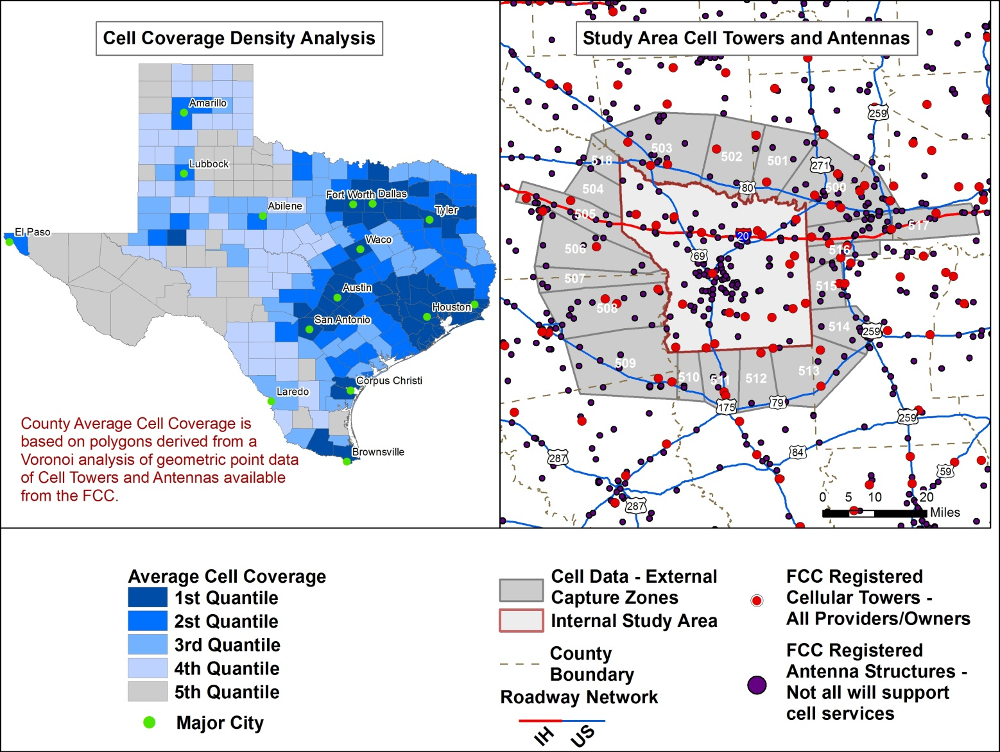 Cell Coverage Density Analysis
Amarillo
Lubbock
Fort Worth
Dallas
Abilene
Tyler
El Paso
Waco
Austin
Houston
San Antonio
Corpus Christi
Laredo
Brownsville
County Average Cell Coverage is
based on polygons derived from a
Voronoi analysis of geometric point data
of Cell Towers and Antennas available
from the FCC.
Study Area Cell Towers and Antennas
259
503
502
501
518
271
504
80
500
505
517
20
506
69
516
507
515
508
514
259
509
510
511
512
513
175
79
259
287
84
59
287
0 5 10 20
Miles
Average Cell Coverage
1st Quantile
2st Quantile
3rd Quantile
4th Quantile
5th Quantile
Major City
Cell Data - External
Capture Zones
Internal Study Area
County
Boundary
Roadway Network
IH
US
FCC Registered
Cellular Towers -
All Providers/Owners
FCC Registered
Antenna Structures -
Not all will support
cell services